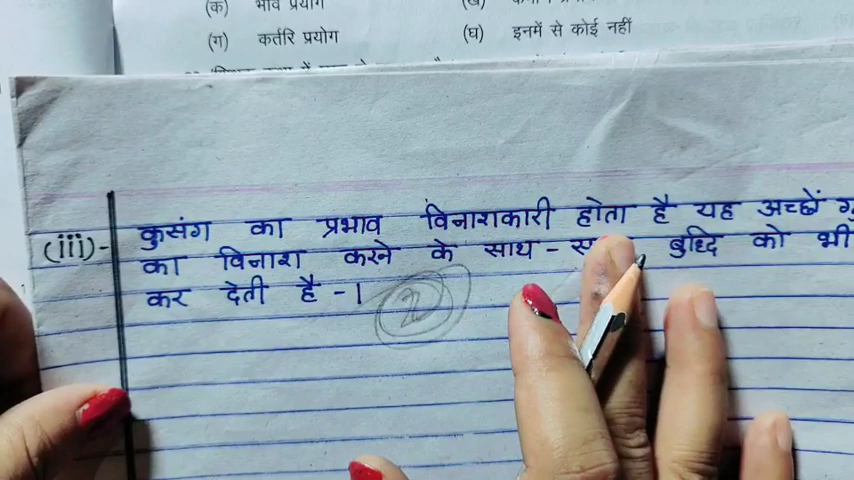 (क) भाव प्रयोग (ख)
(ग) कर्तरि प्रयोग (घ) इनमें से कोई नहीं
(iii)- कुसंग का प्रभाव विनाशकारी होता है यह अच्छों
का विनाश करने के साथ - बुध्दि को भी
कर देती है -।
2